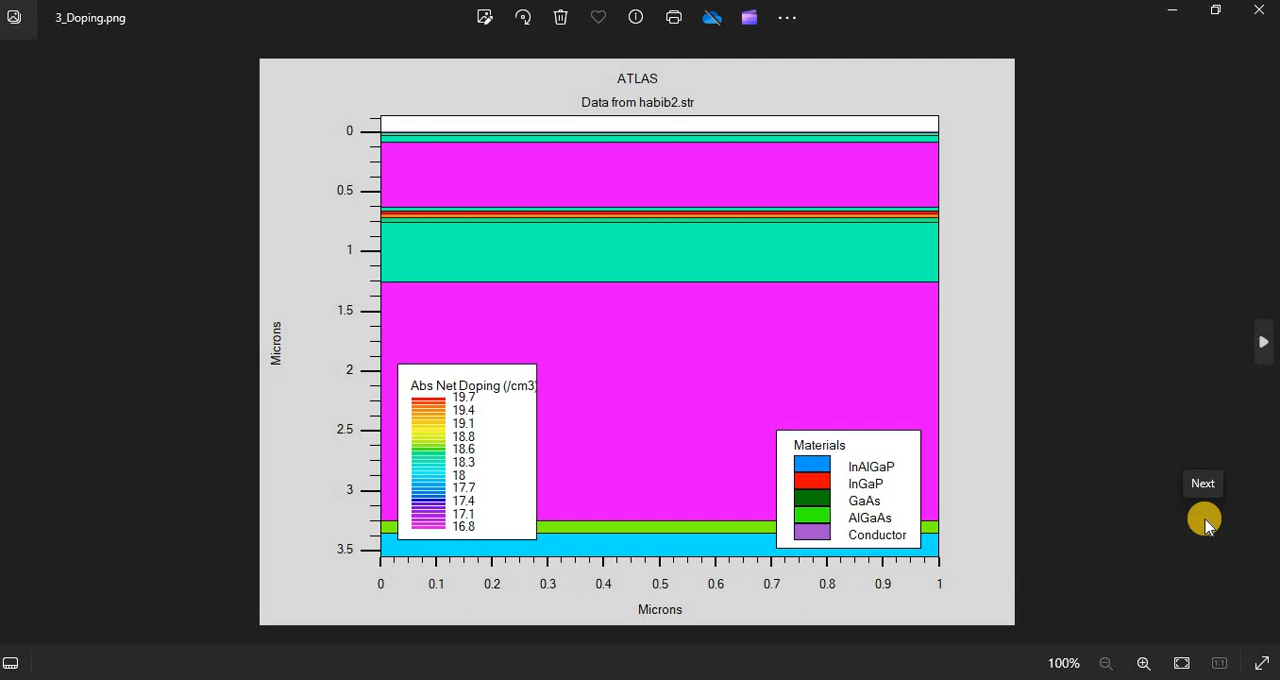 3_Doping.png
ATLAS
Data from habib2.str
0
0.5
1
1.5
2
2.5
3
3.5
Microns
Abs Net Doping (/cm3)
19.7
19.4
19.1
18.8
18.6
18.3
18
17.7
17.4
17.1
16.8
Materials
InAlGaP
InGaP
GaAs
AlGaAs
Conductor
0 0.1 0.2 0.3 0.4 0.5 0.6 0.7 0.8 0.9 1
Microns
Next
100%
1:1